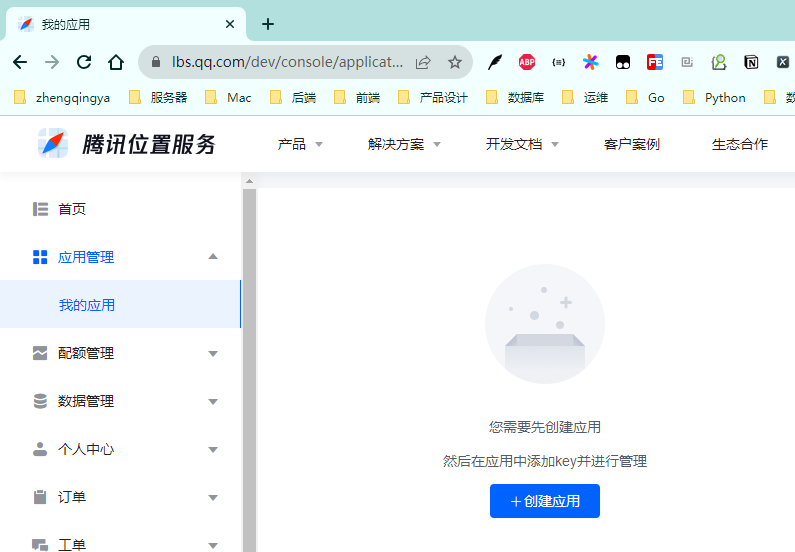 我的应用
lbs.qq.com/dev/console/applicat...
ABP
{≡}
FE
zhengqingya 服务器 Mac 后端 前端 产品设计 数据库 运维 Go Python 数
腾讯位置服务 产品 解决方案 开发文档 客户案例 生态合作
首页
应用管理
我的应用
配额管理
数据管理
个人中心
订单
工单
您需要先创建应用
然后在应用中添加key并进行管理
+创建应用